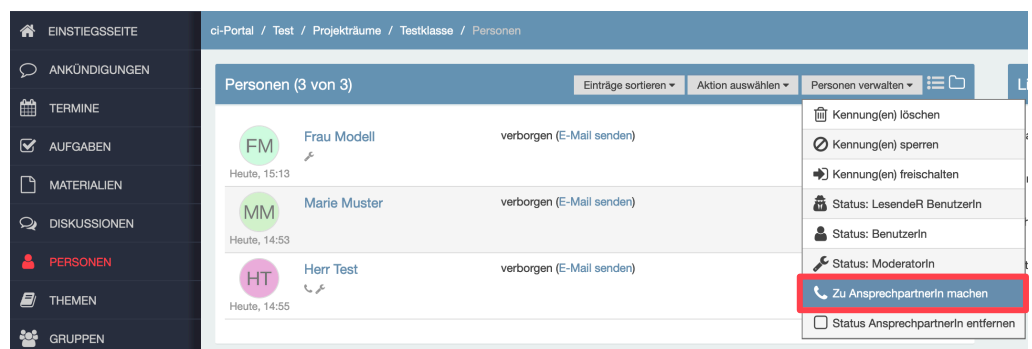 EINSTIEGSSEITE
ANKÜNDIGUNGEN
TERMINE
AUFGABEN
MATERIALIEN
DISKUSSIONEN
PERSONEN
THEMEN
GRUPPEN
ci-Portal / Test / Projekträume / Testklasse / Personen
Personen (3 von 3)
Einträge sortieren
Aktion auswählen
Personen verwalten
FM
Frau Modell
verborgen (E-Mail senden)
Heute, 15:13
MM
Marie Muster
verborgen (E-Mail senden)
Heute, 14:53
HT
Herr Test
verborgen (E-Mail senden)
Heute, 14:55
Kennung(en) löschen
Kennung(en) sperren
Kennung(en) freischalten
Status: LesendeR BenutzerIn
Status: BenutzerIn
Status: ModeratorIn
Zu AnsprechpartnerIn machen
Status AnsprechpartnerIn entfernen